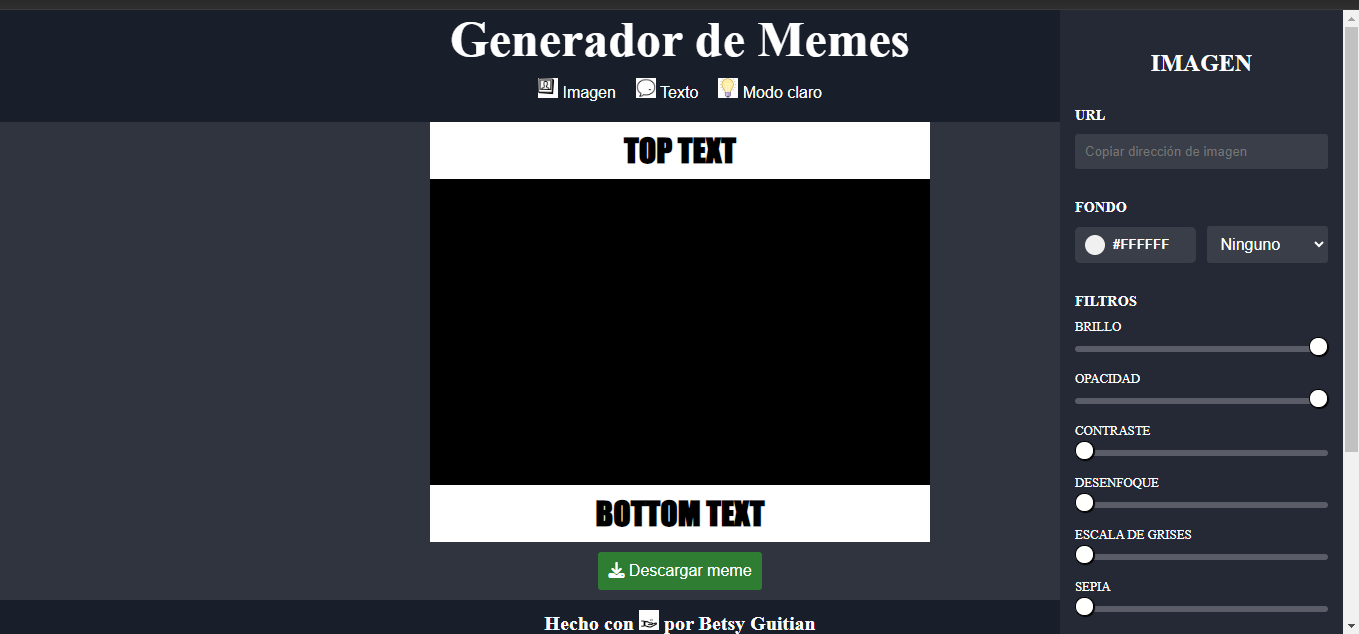 Generador de Memes
Imagen Texto Modo claro
TOP TEXT
BOTTOM TEXT
Descargar meme
Hecho con por Betsy Guitian
IMAGEN
URL
Copiar dirección de imagen
FONDO
#FFFFFF Ninguno
FILTROS
BRILLO
OPACIDAD
CONTRASTE
DESENFOQUE
ESCALA DE GRISES
SEPIA